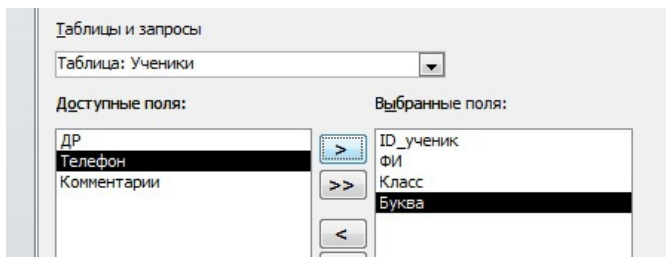 Таблицы и запросы
Таблица: Ученики
Доступные поля:
Выбранные поля:
ДР
Телефон
Комментарии
>
>>
<
ID_ученик
ФИ
Класс
Буква